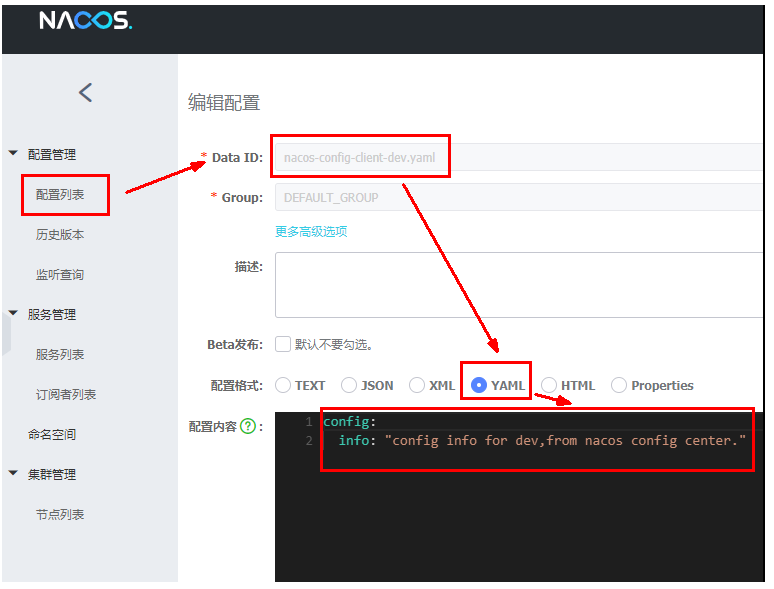 NACOS.
配置管理
配置列表
历史版本
监听查询
服务管理
服务列表
订阅者列表
命名空间
集群管理
节点列表
编辑配置
* Data ID: nacos-config-client-dev.yaml
* Group: DEFAULT_GROUP
更多高级选项
描述:
Beta发布: 默认不要勾选。
配置格式: TEXT JSON XML YAML HTML Properties
配置内容 ? :
1 config:
2 info: "config info for dev,from nacos config center."